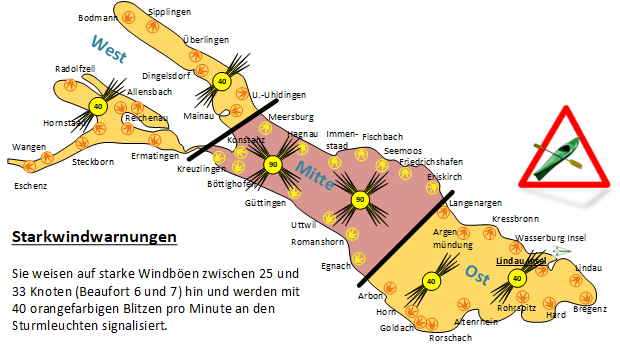 Sipplingen
Bodmann
Überlingen
West
Radolfzell
Dingelsdorf
40
Allensbach
U.-Uhldingen
40
Mainau
Meersburg
Hornstaad
Reichenau
Hagnau
Immen-
staad
Fischbach
Wangen
Konstanz
Seemoos
Steckborn
Ermatingen
Kreuzlingen
90
Mitte
Friedrichshafen
Eschenz
Böttighofen
Eriskirch
Güttingen
90
Langenargen
Kressbronn
Uttwil
Argen
mündung
Wasserburg Insel
Romanshorn
Starkwindwarnungen
Lindau Insel
Egnach
Ost
Lindau
40
40
Sie weisen auf starke Windböen zwischen 25 und
33 Knoten (Beaufort 6 und 7) hin und werden mit
40 orangefarbigen Blitzen pro Minute an den
Sturmleuchten signalisiert.
Arbon
Horn
Altenrhein
Rohrspitz
Hard
Bregenz
Goldach
Rorschach